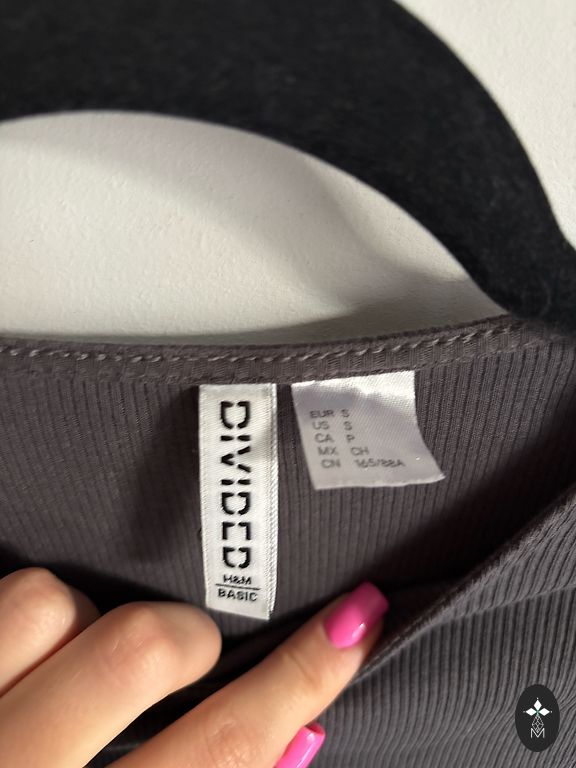 DIVIDED
H&M
BASIC
EUR S
US S
CA P
MX CH
CN 165/88A
M